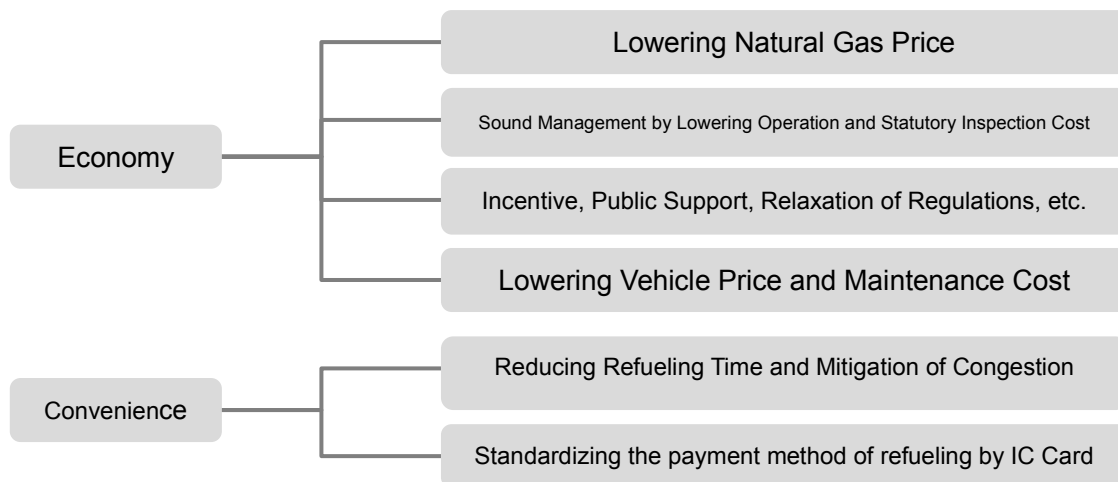 Economy
Lowering Natural Gas Price
Sound Management by Lowering Operation and Statutory Inspection Cost
Incentive, Public Support, Relaxation of Regulations, etc.
Lowering Vehicle Price and Maintenance Cost
Convenience
Reducing Refueling Time and Mitigation of Congestion
Standardizing the payment method of refueling by IC Card